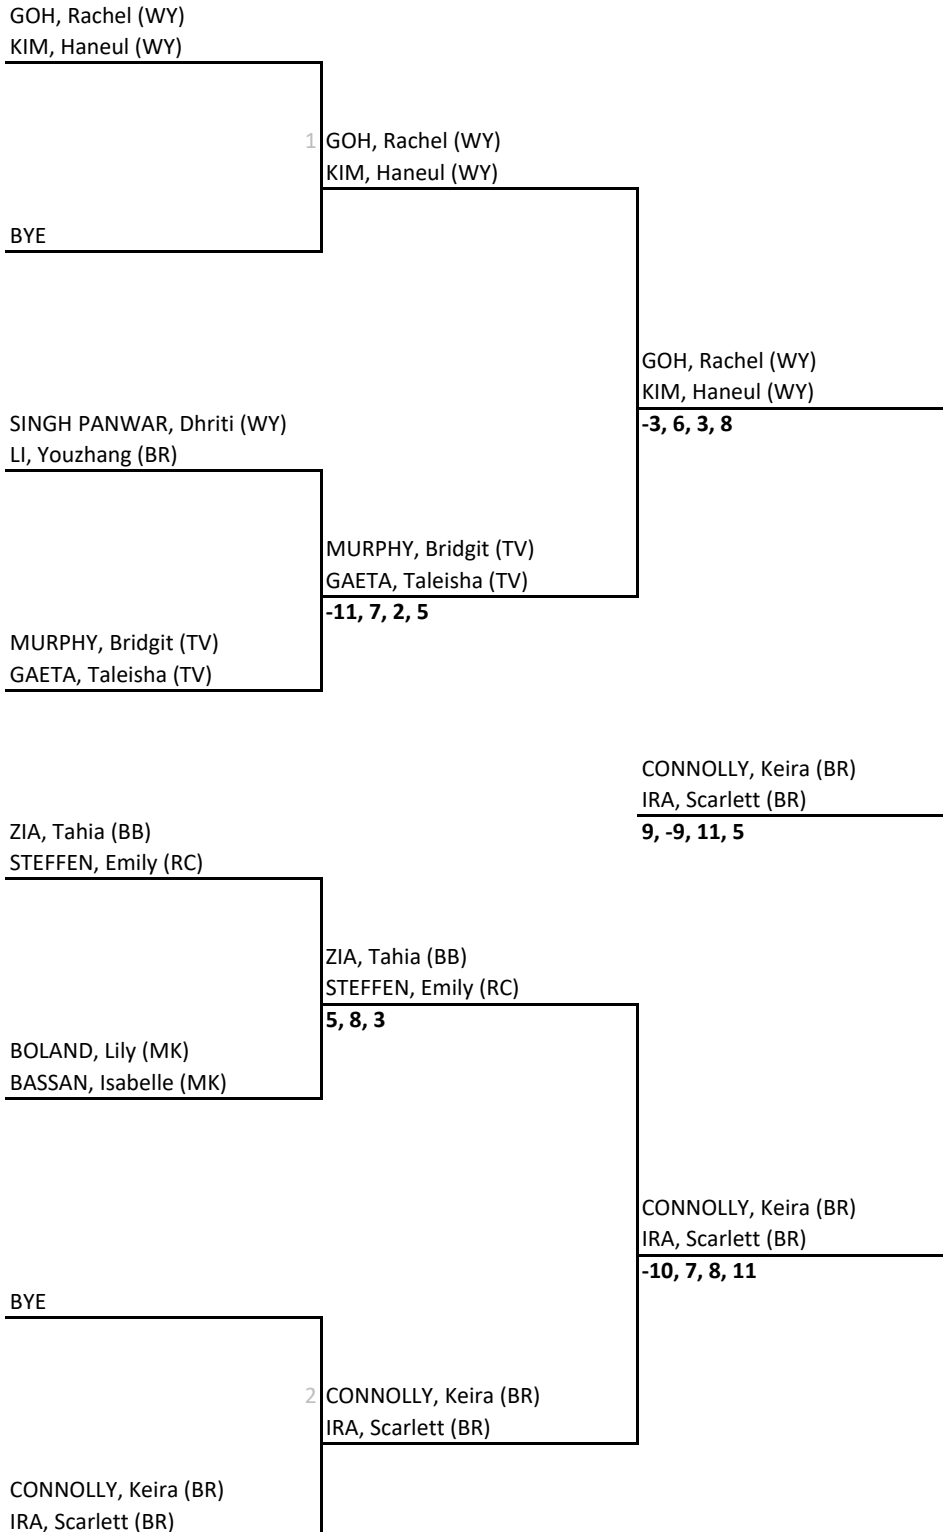 GOH, Rachel (WY)
KIM, Haneul (WY)
1 GOH, Rachel (WY)
KIM, Haneul (WY)
BYE
GOH, Rachel (WY)
KIM, Haneul (WY)
-3, 6, 3, 8
SINGH PANWAR, Dhriti (WY)
LI, Youzhang (BR)
MURPHY, Bridgit (TV)
GAETA, Taleisha (TV)
-11, 7, 2, 5
MURPHY, Bridgit (TV)
GAETA, Taleisha (TV)
CONNOLLY, Keira (BR)
IRA, Scarlett (BR)
9, -9, 11, 5
ZIA, Tahia (BB)
STEFFEN, Emily (RC)
ZIA, Tahia (BB)
STEFFEN, Emily (RC)
5, 8, 3
BOLAND, Lily (MK)
BASSAN, Isabelle (MK)
CONNOLLY, Keira (BR)
IRA, Scarlett (BR)
-10, 7, 8, 11
BYE
2 CONNOLLY, Keira (BR)
IRA, Scarlett (BR)
CONNOLLY, Keira (BR)
IRA, Scarlett (BR)